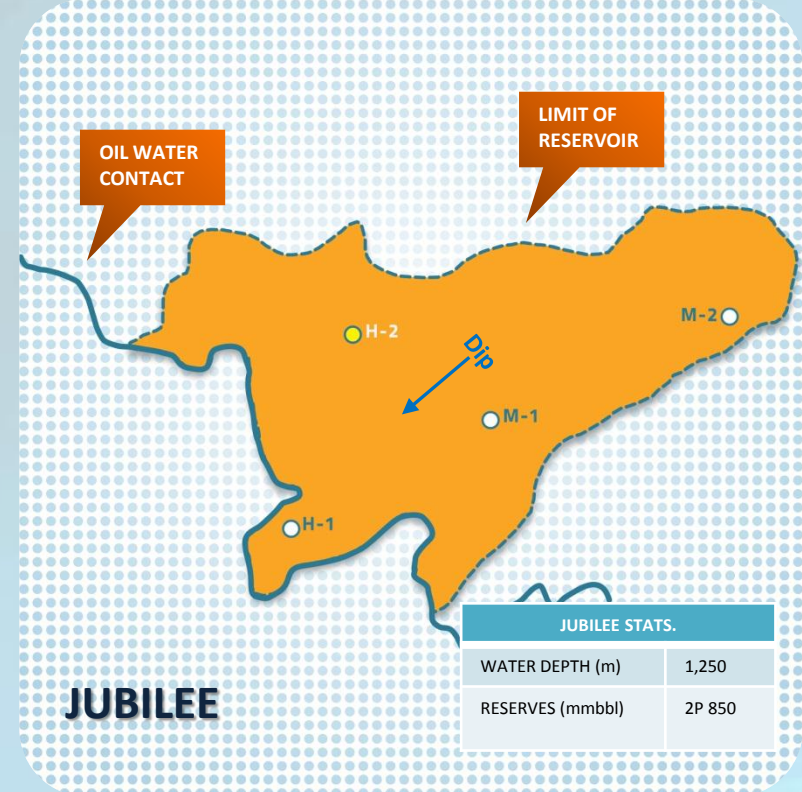 LIMIT OF
RESERVOIR
OIL WATER
CONTACT
M-2
H-2
Dip
M-1
H-1
JUBILEE STATS.
WATER DEPTH (m) 1,250
RESERVES (mmbbl) 2P 850
JUBILEE